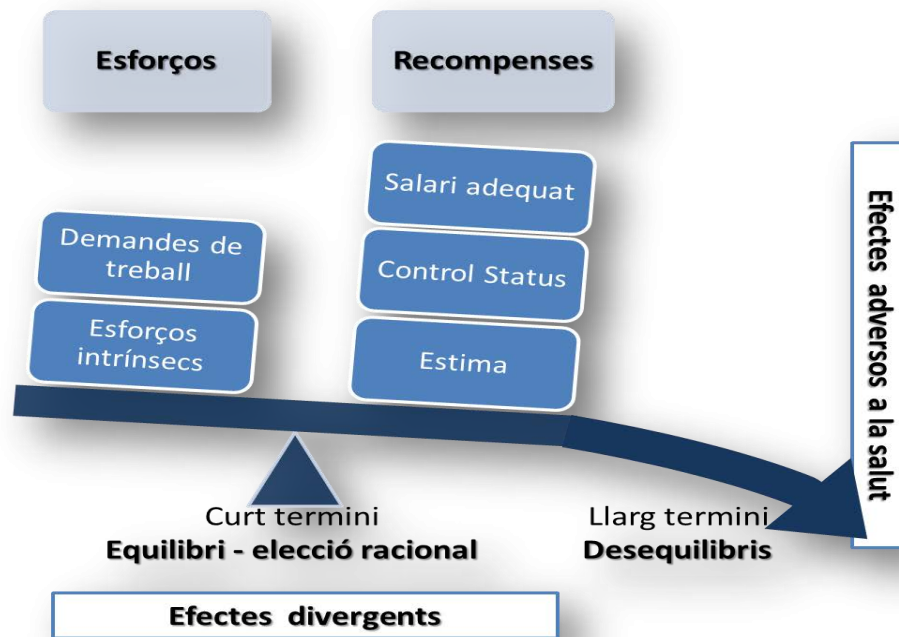 Esforços
Recompenses
Salari adequat
Demandes de
treball
Control Status
Esforços
intrínsecs
Estima
Efectes adversos a la salut
Curt termini
Equilibri - elecció racional
Llarg termini
Desequilibris
Efectes divergents